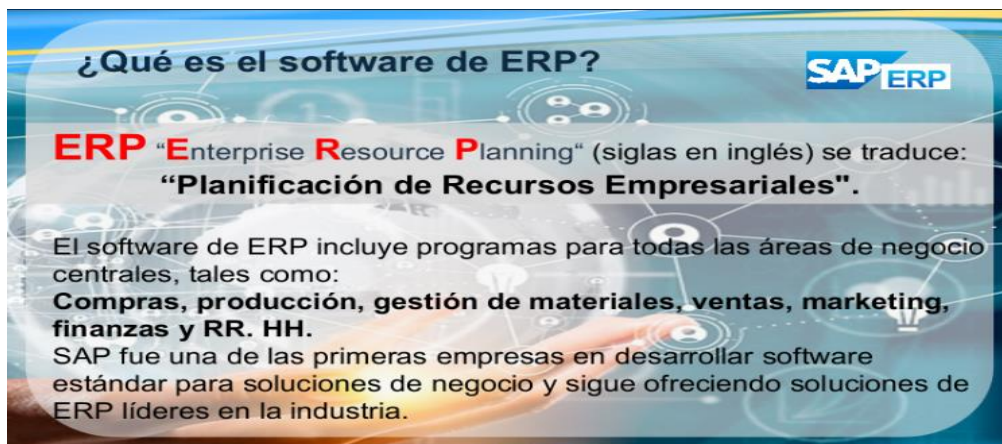 ¿Qué es el software de ERP?
SAP ERP
ERP “Enterprise Resource Planning“ (siglas en inglés) se traduce:
“Planificación de Recursos Empresariales".
El software de ERP incluye programas para todas las áreas de negocio
centrales, tales como:
Compras, producción, gestión de materiales, ventas, marketing,
finanzas y RR. HH.
SAP fue una de las primeras empresas en desarrollar software
estándar para soluciones de negocio y sigue ofreciendo soluciones de
ERP líderes en la industria.